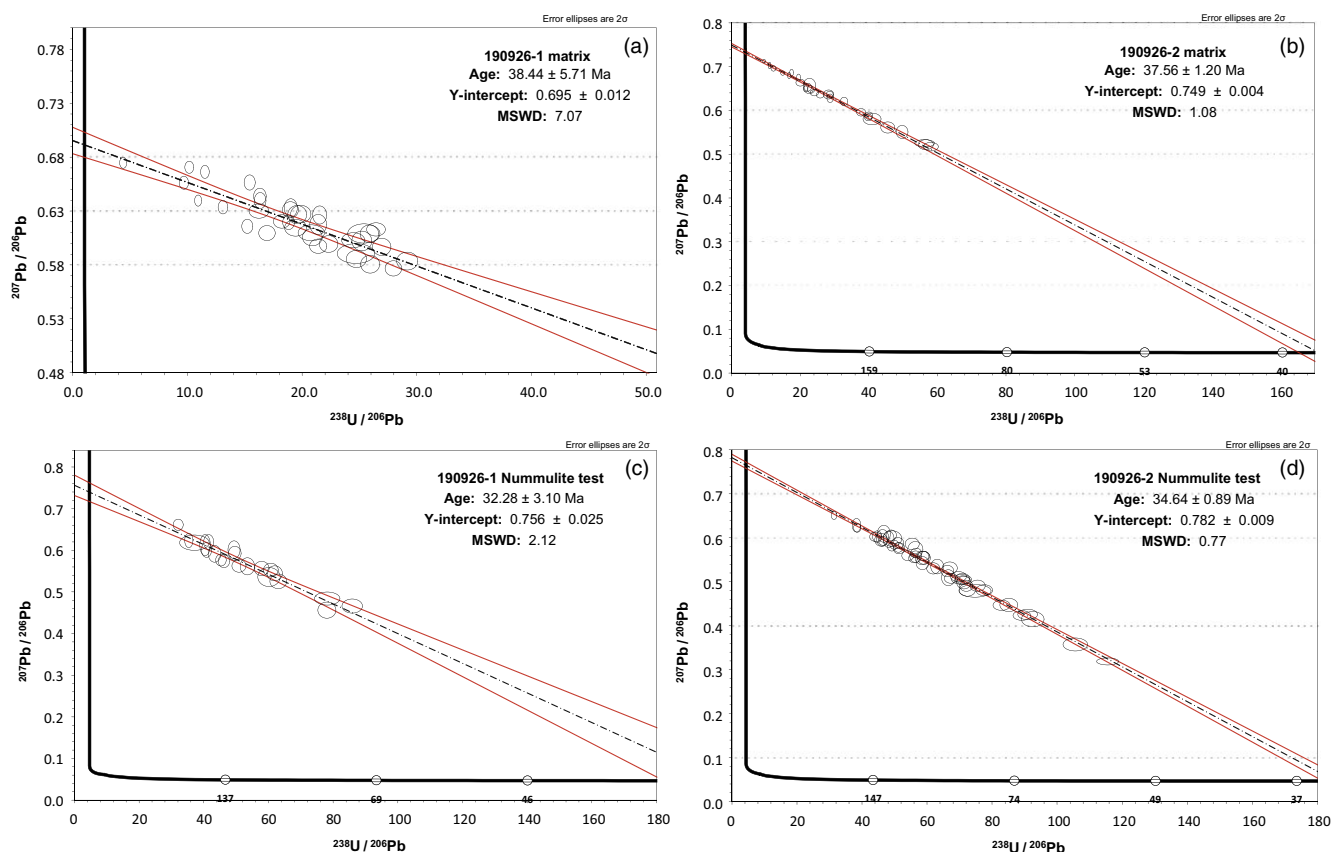 Error ellipses are 2σ
(a)
190926-1 matrix
Age: 38.44 ± 5.71 Ma
Y-intercept: 0.695 ± 0.012
MSWD: 7.07
0.78
0.73
0.68
0.63
0.58
0.53
0.48
207Pb / 206Pb
0.0 10.0 20.0 30.0 40.0 50.0
238U / 206Pb
Error ellipses are 2σ
(b)
190926-2 matrix
Age: 37.56 ± 1.20 Ma
Y-intercept: 0.749 ± 0.004
MSWD: 1.08
0.8
0.7
0.6
0.5
0.4
0.3
0.2
0.1
0.0
207Pb / 206Pb
159 80 53 40
0 20 40 60 80 100 120 140 160
238U / 206Pb
Error ellipses are 2σ
(c)
190926-1 Nummulite test
Age: 32.28 ± 3.10 Ma
Y-intercept: 0.756 ± 0.025
MSWD: 2.12
0.8
0.7
0.6
0.5
0.4
0.3
0.2
0.1
0.0
207Pb / 206Pb
137 69 46
0 20 40 60 80 100 120 140 160 180
238U / 206Pb
Error ellipses are 2σ
(d)
190926-2 Nummulite test
Age: 34.64 ± 0.89 Ma
Y-intercept: 0.782 ± 0.009
MSWD: 0.77
0.8
0.7
0.6
0.5
0.4
0.3
0.2
0.1
0.0
207Pb / 206Pb
147 74 49 37
0 20 40 60 80 100 120 140 160 180
238U / 206Pb